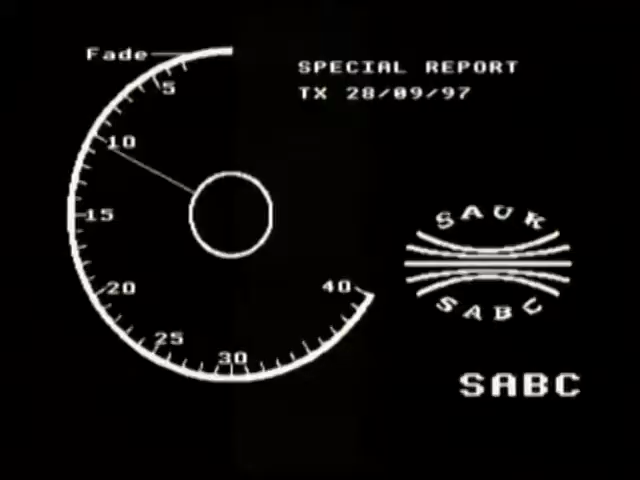 Fade
SPECIAL REPORT
TX 28/09/97
5
10
15
20
25
30
40
SAUK
SABC
SABC